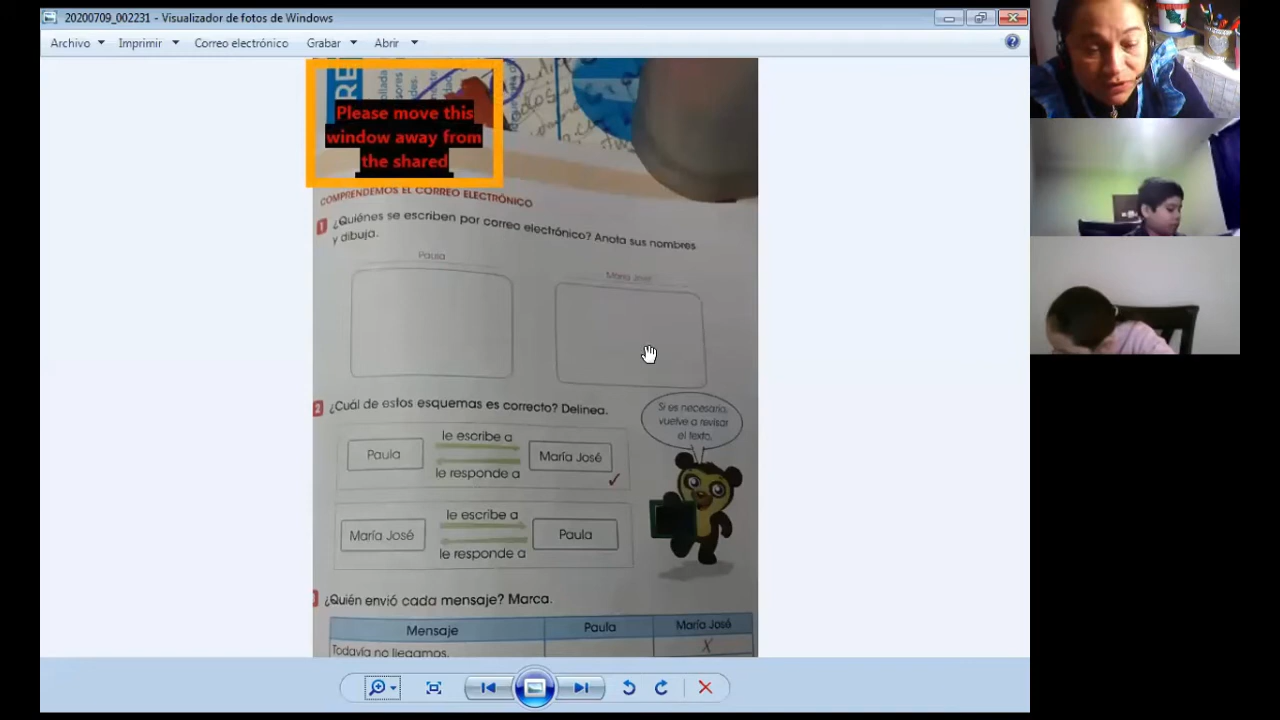 20200709_002231 - Visualizador de fotos de Windows
Archivo Imprimir Correo electrónico Grabar Abrir
Please move this
window away from
the shared
COMPRENDEMOS EL CORREO ELECTRÓNICO
1 ¿Quiénes se escriben por correo electrónico? Anota sus nombres
y dibuja.
Paula
María José
2 ¿Cuál de estos esquemas es correcto? Delinea.
Si es necesario,
vuelve a revisar
el texto.
le escribe a
Paula María José
le responde a
le escribe a
María José Paula
le responde a
¿Quién envió cada mensaje? Marca.
Mensaje Paula María José
Todavía no llegamos. X